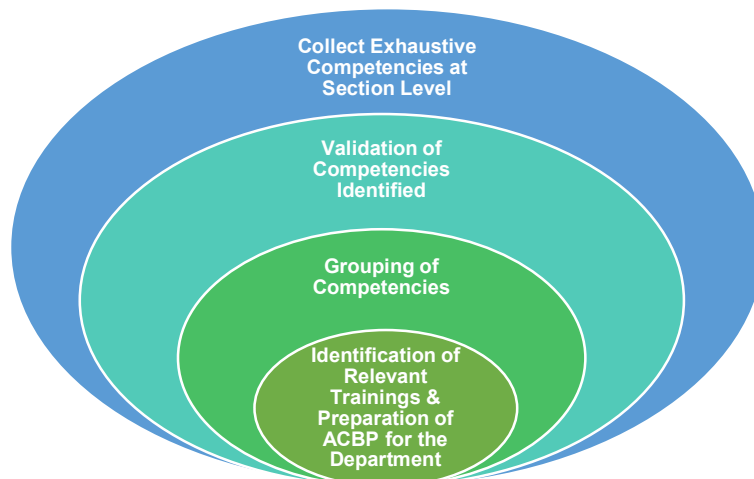 Collect Exhaustive
Competencies at
Section Level
Validation of
Competencies
Identified
Grouping of
Competencies
Identification of
Relevant
Trainings &
Preparation of
ACBP for the
Department